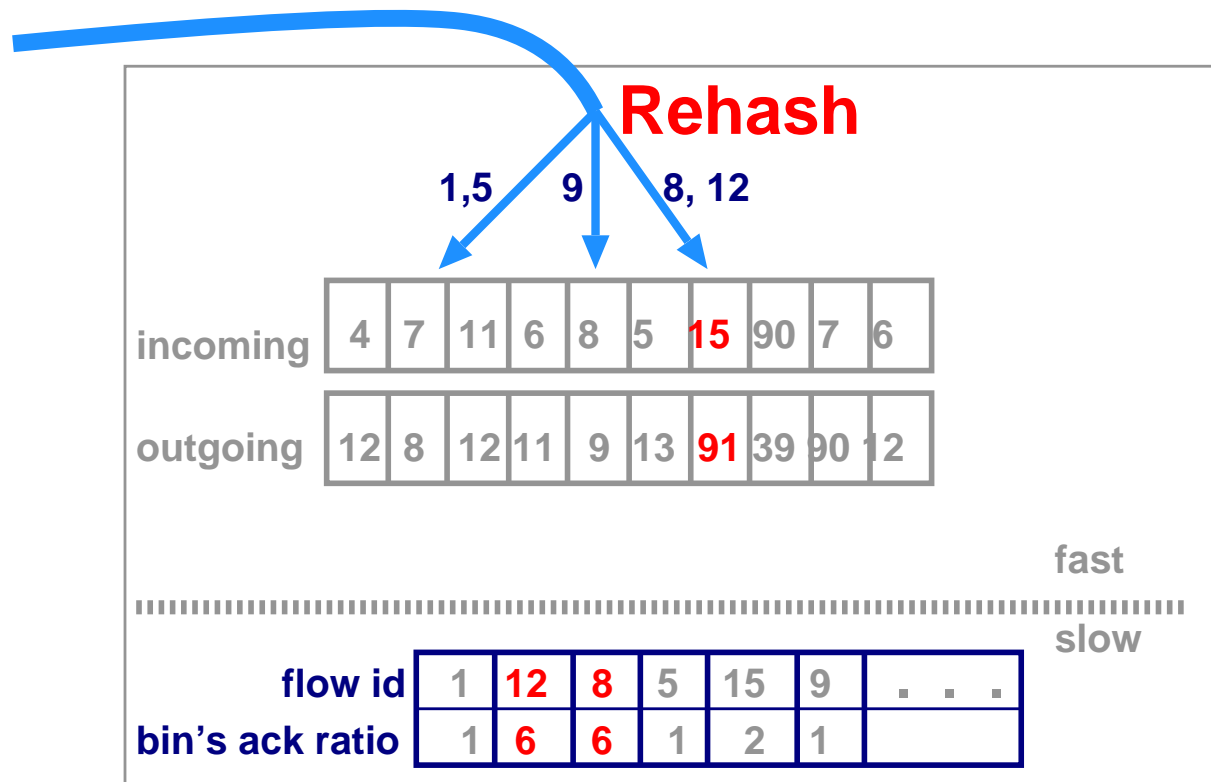 Rehash
1,5 9 8, 12
incoming 4 7 11 6 8 5 15 90 7 6
outgoing 12 8 12 11 9 13 91 39 90 12
fast
slow
flow id 1 12 8 5 15 9 . . .
bin's ack ratio 1 6 6 1 2 1